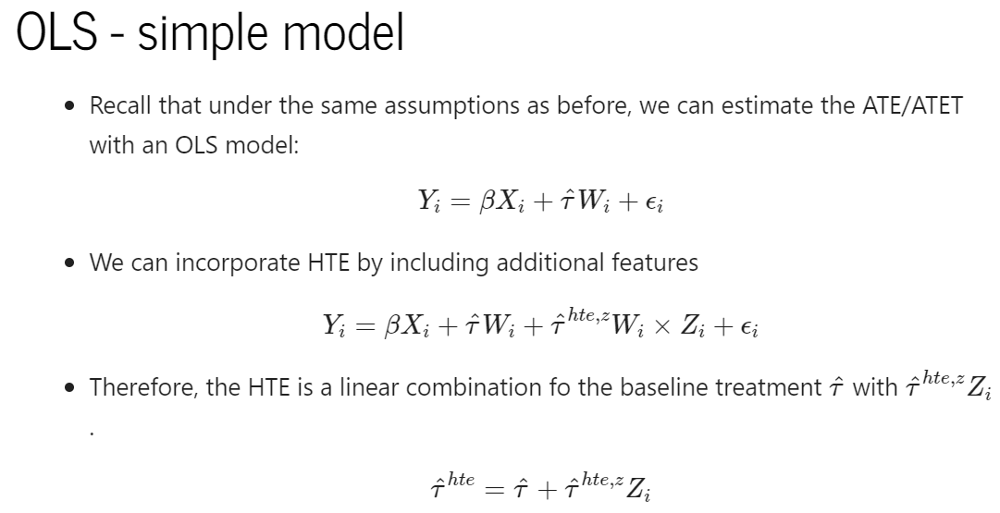 OLS - simple model
• Recall that under the same assumptions as before, we can estimate the ATE/ATET
with an OLS model:
$Y_i = \beta X_i + \hat{\tau} W_i + \epsilon_i$
• We can incorporate HTE by including additional features
$Y_i = \beta X_i + \hat{\tau} W_i + \hat{\tau}^{hte,z} W_i \times Z_i + \epsilon_i$
• Therefore, the HTE is a linear combination fo the baseline treatment $\hat{\tau}$ with $\hat{\tau}^{hte,z} Z_i$
.
$\hat{\tau}^{hte} = \hat{\tau} + \hat{\tau}^{hte,z} Z_i$